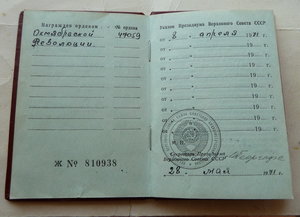 Награжден орденом № ордена
Октябрьской 47059
Революции
Ж № 810938
Указом Президиума Верховного Совета СССР
от 8 апреля 1971 г.
от 19 г.
от 19 г.
от 19 г.
от 19 г.
от 19 г.
от 19 г.
от 19 г.
М. П.
Секретарь Президиума
Верховного Совета СССР
28 мая 1971 г.